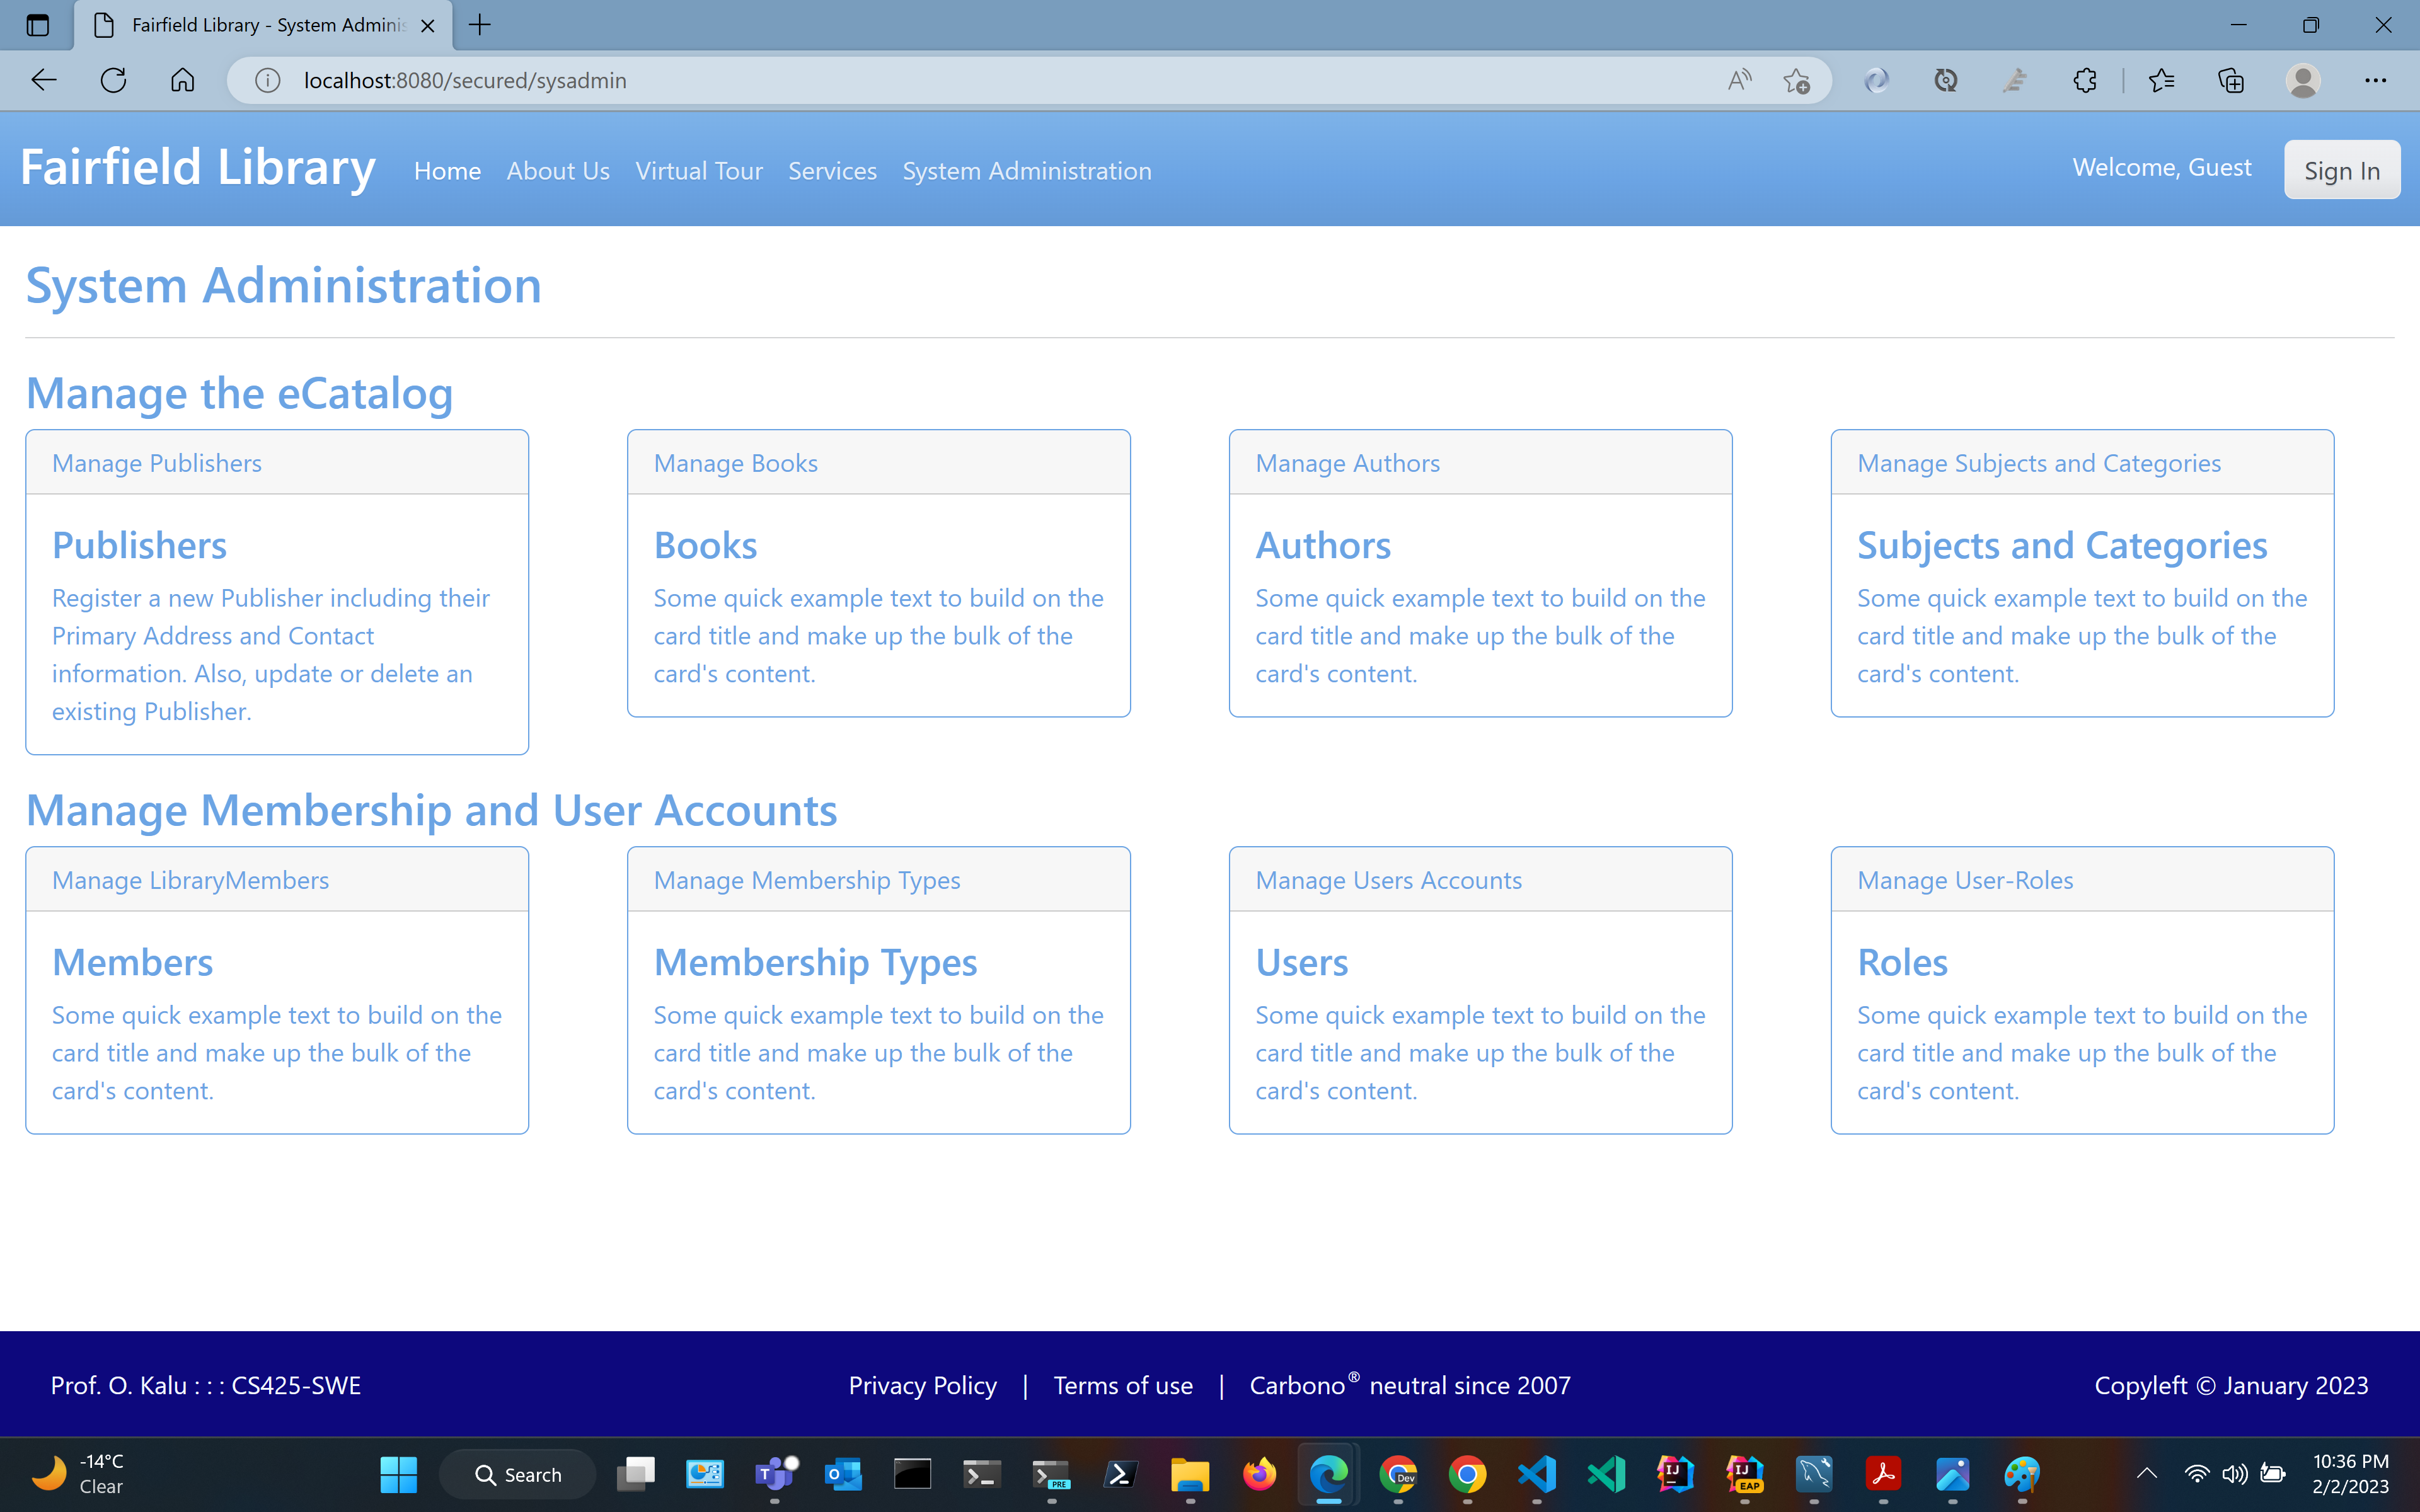 Fairfield Library - System Adminis
localhost:8080/secured/sysadmin
Fairfield Library
Home
About Us
Virtual Tour
Services
System Administration
Welcome, Guest
Sign In
System Administration
Manage the eCatalog
Manage Publishers
Publishers
Register a new Publisher including their
Primary Address and Contact
information. Also, update or delete an
existing Publisher.
Manage Books
Books
Some quick example text to build on the
card title and make up the bulk of the
card's content.
Manage Authors
Authors
Some quick example text to build on the
card title and make up the bulk of the
card's content.
Manage Subjects and Categories
Subjects and Categories
Some quick example text to build on the
card title and make up the bulk of the
card's content.
Manage Membership and User Accounts
Manage LibraryMembers
Members
Some quick example text to build on the
card title and make up the bulk of the
card's content.
Manage Membership Types
Membership Types
Some quick example text to build on the
card title and make up the bulk of the
card's content.
Manage Users Accounts
Users
Some quick example text to build on the
card title and make up the bulk of the
card's content.
Manage User-Roles
Roles
Some quick example text to build on the
card title and make up the bulk of the
card's content.
Prof. O. Kalu : : : CS425-SWE
Privacy Policy | Terms of use | Carbono® neutral since 2007
Copyleft © January 2023
-14°C
Clear
Search
T
O
PRE
Dev
IJ
IJ
EAP
10:36 PM
2/2/2023